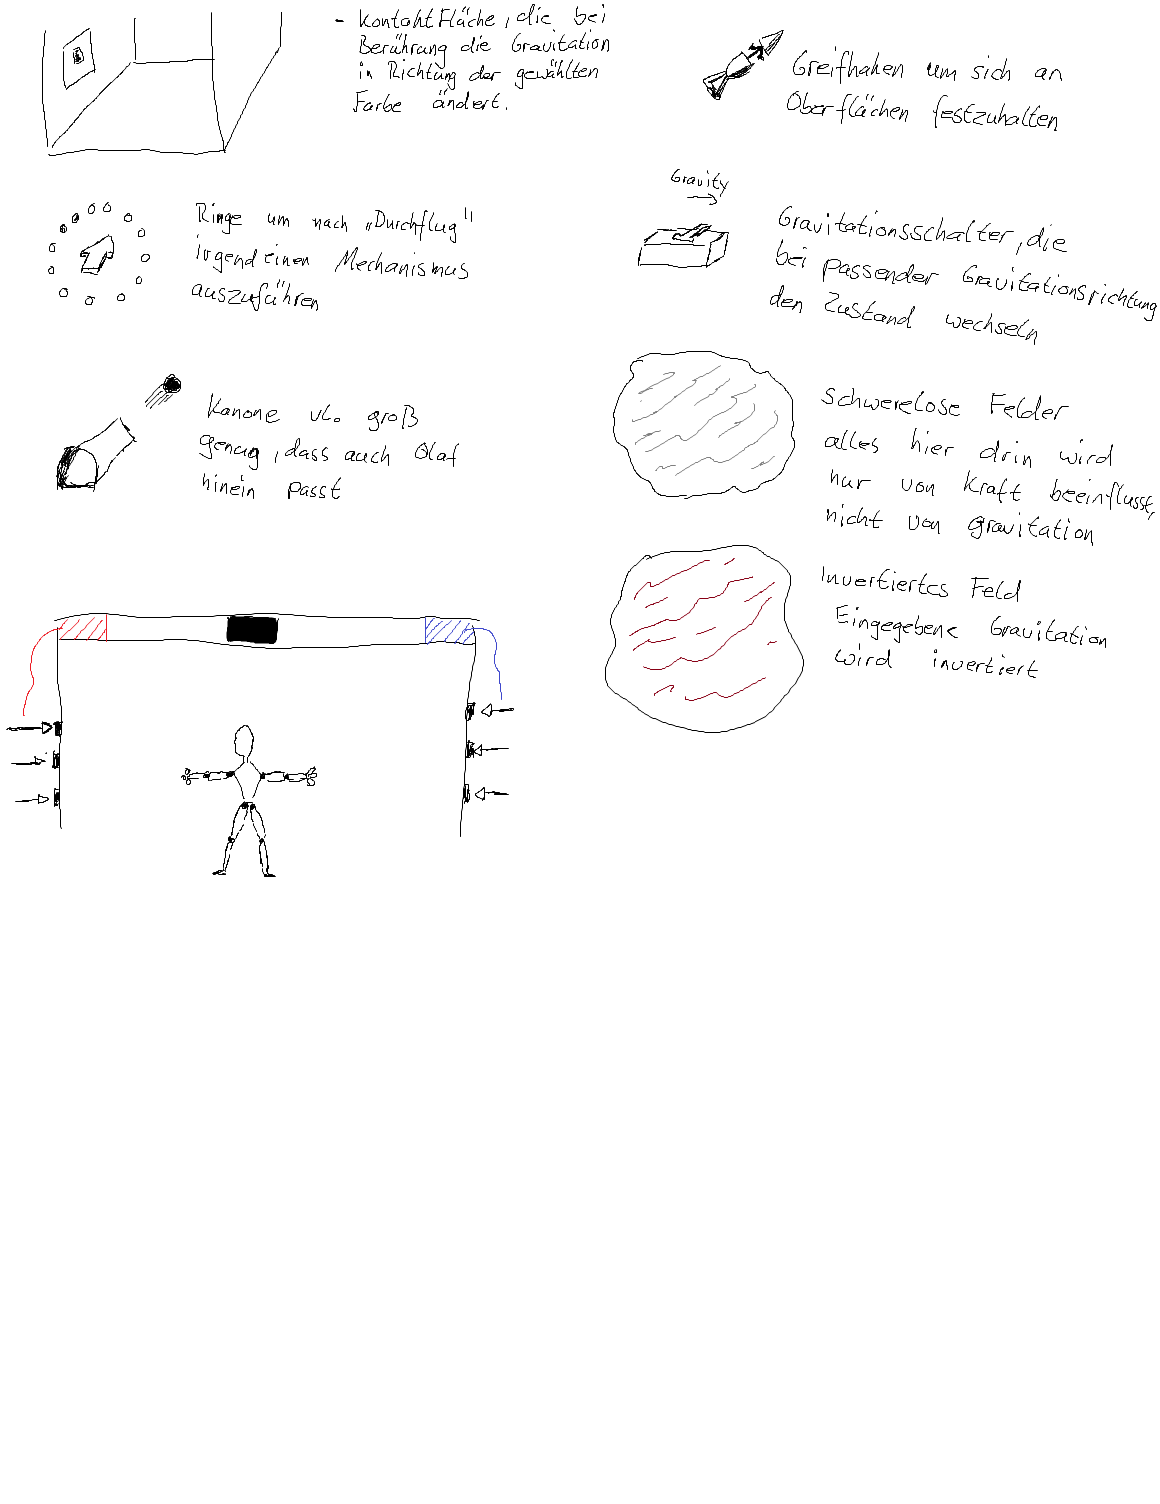 - Kontakt Fläche, die bei
Berührung die Gravitation
in Richtung der gewählten
Farbe ändert.
Ringe um nach „Durchflug"
irgendeinen Mechanismus
auszuführen
Kanone vl. groß
genug, dass auch Olaf
hinein passt
Greifhaken um sich an
Oberflächen festzuhalten
Gravity
Gravitationsschalter, die
bei passender Gravitationsrichtung
den Zustand wechseln
Schwerelose Felder
alles hier drin wird
nur von Kraft beeinflusst,
nicht von gravitation
Invertiertes Feld
Eingegebene Gravitation
wird invertiert